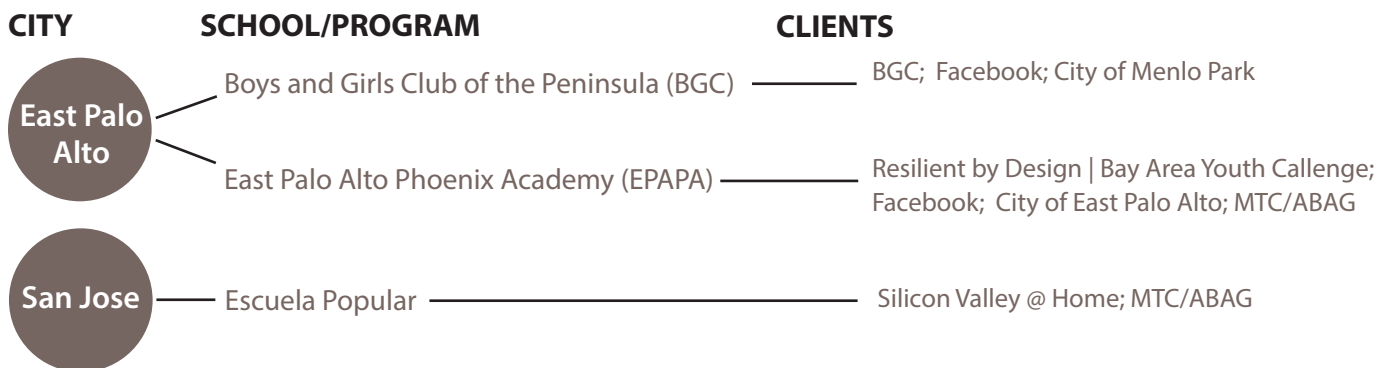 CITY SCHOOL/PROGRAM CLIENTS
East Palo
Alto
Boys and Girls Club of the Peninsula (BGC)
BGC; Facebook; City of Menlo Park
East Palo Alto Phoenix Academy (EPAPA)
Resilient by Design | Bay Area Youth Callenge;
Facebook; City of East Palo Alto; MTC/ABAG
San Jose
Escuela Popular
Silicon Valley @ Home; MTC/ABAG